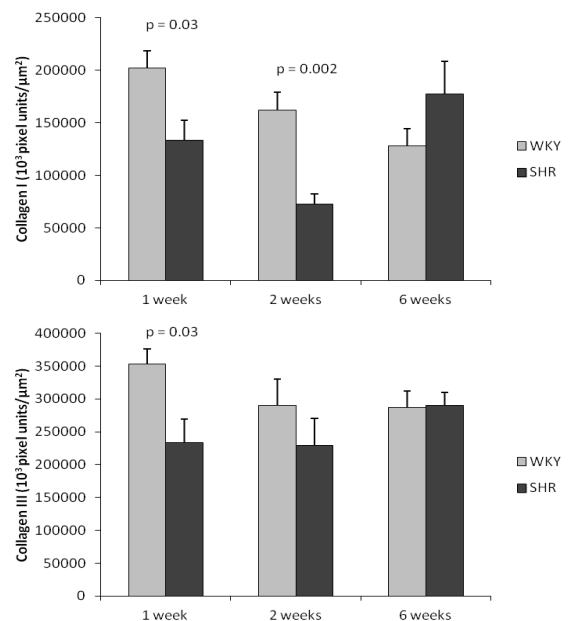 p = 0.03
p = 0.002
250000
200000
150000
100000
50000
0
Collagen I (10³ pixel units/µm²)
1 week
2 weeks
6 weeks
WKY
SHR
p = 0.03
400000
350000
300000
250000
200000
150000
100000
50000
0
Collagen III (10³ pixel units/µm²)
1 week
2 weeks
6 weeks
WKY
SHR